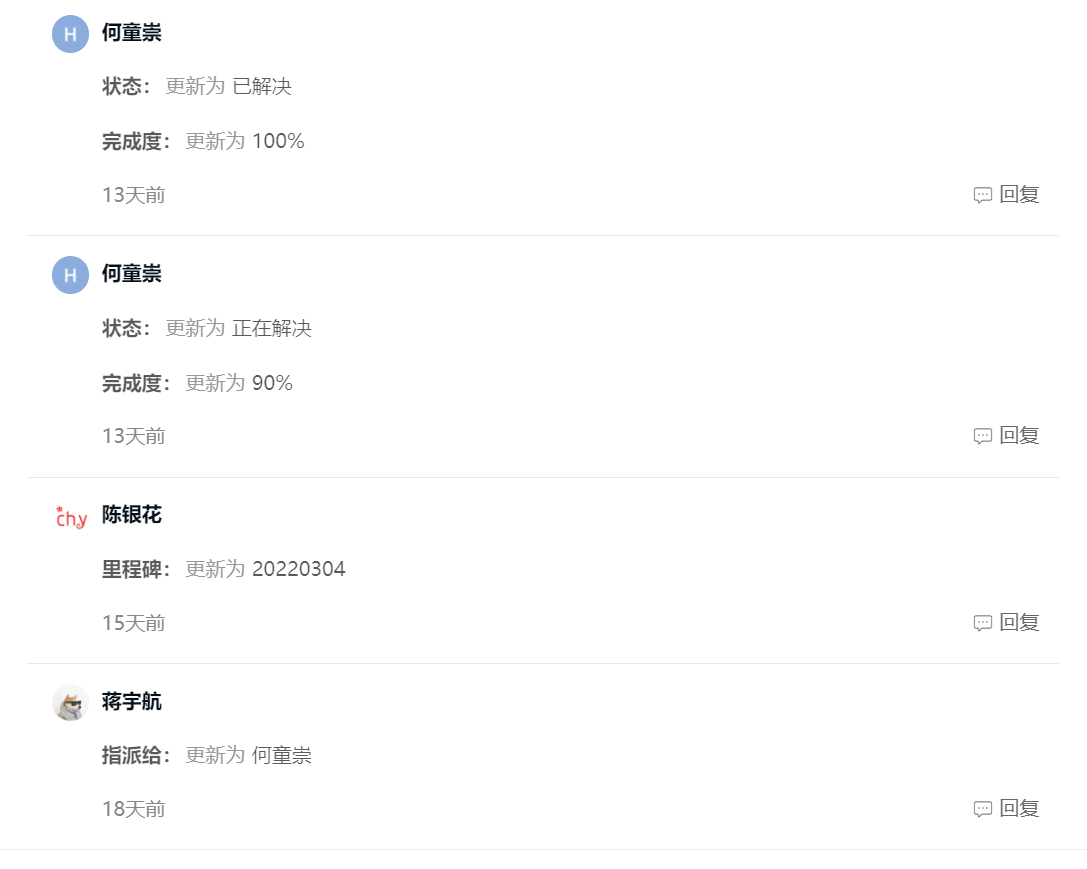 H 何童崇
状态： 更新为 已解决
完成度： 更新为 100%
13天前 回复
H 何童崇
状态： 更新为 正在解决
完成度： 更新为 90%
13天前 回复
chy 陈银花
里程碑： 更新为 20220304
15天前 回复
蒋宇航
指派给： 更新为 何童崇
18天前 回复